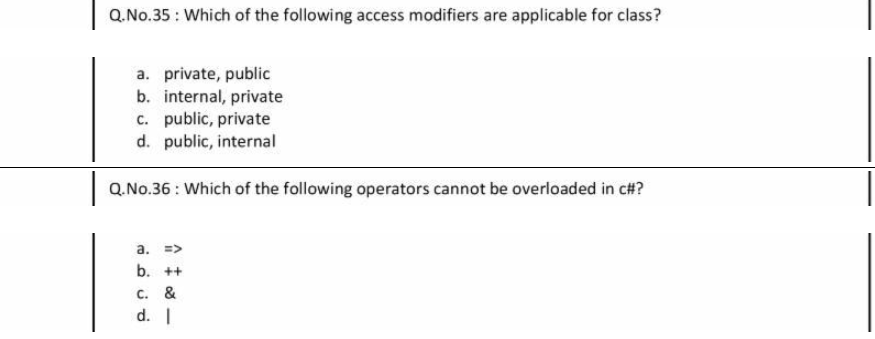 Q.No.35 : Which of the following access modifiers are applicable for class?
a. private, public
b. internal, private
c. public, private
d. public, internal
Q.No.36 : Which of the following operators cannot be overloaded in c#?
a. =>
b. ++
c. &
d. |